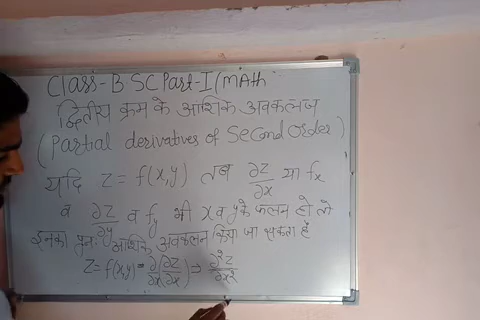 Class-B.SC Part-I (MATH
द्वितीय क्रम के आंशिक अवकलज
(Partial derivatives of Second Order)
यदि Z = f(x,y) तब ∂Z/∂x या fx
व ∂Z/∂y व fy भी x व y के फलन हो तो
इनका पुनः आंशिक अवकलन किया जा सकता है
Z = f(x,y) = ∂/∂x (∂Z/∂x) ⇒ ∂²Z/∂x²